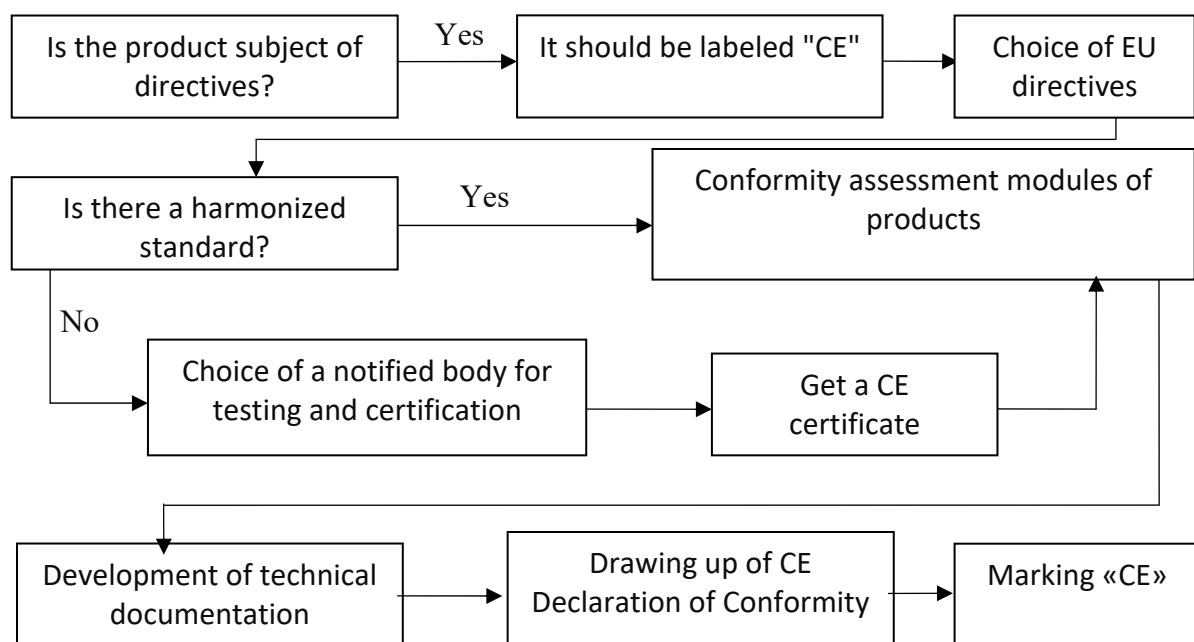 Is the product subject of
directives?
Yes
It should be labeled "CE"
Choice of EU
directives
Is there a harmonized
standard?
Yes
Conformity assessment modules of
products
No
Choice of a notified body for
testing and certification
Get a CE
certificate
Development of technical
documentation
Drawing up of CE
Declaration of Conformity
Marking «CE»